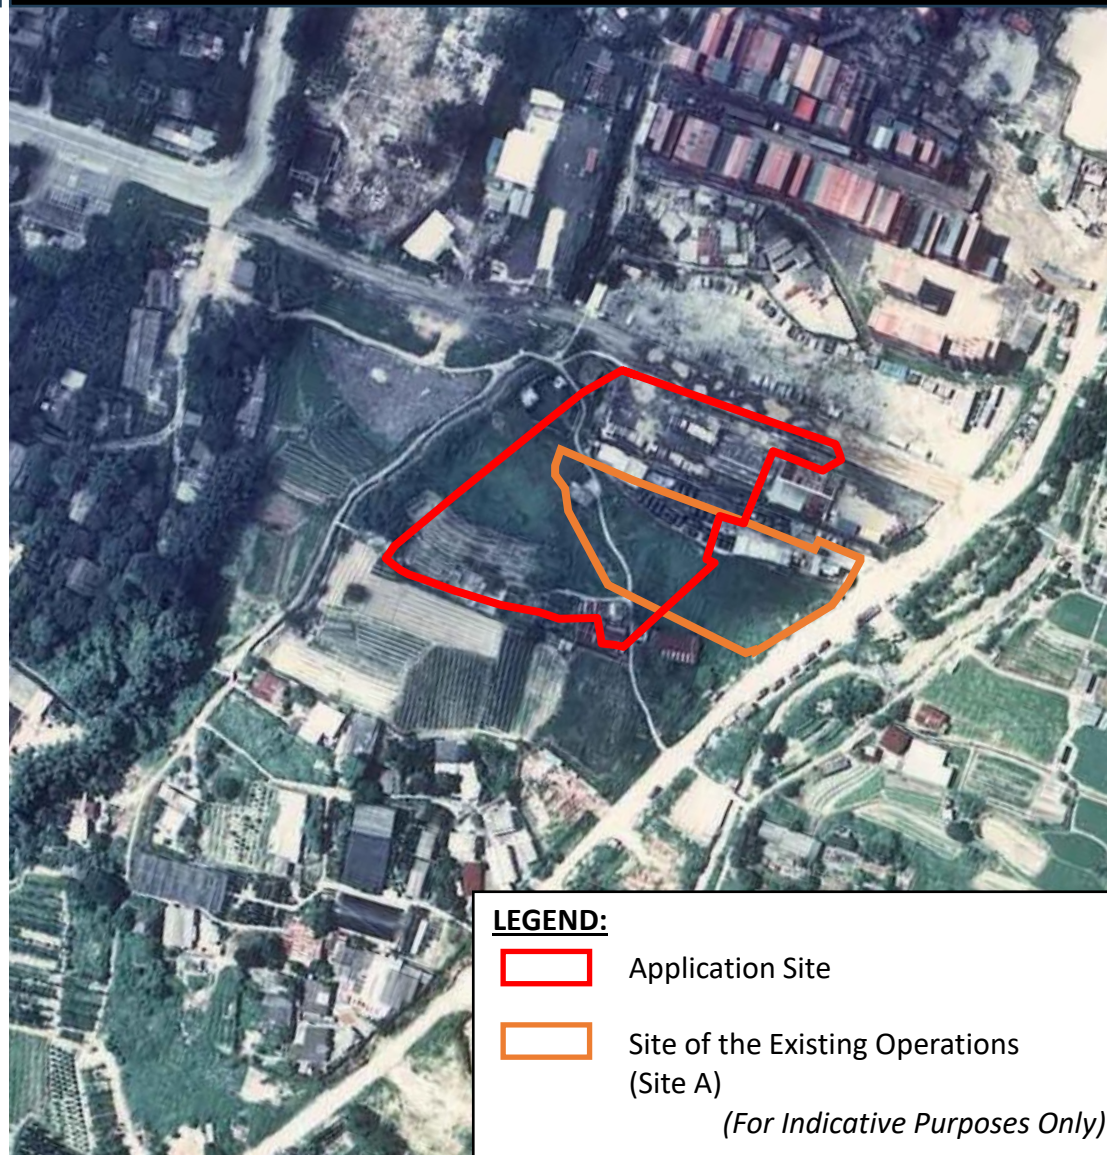 LEGEND:
Application Site
Site of the Existing Operations
(Site A)
(For Indicative Purposes Only)